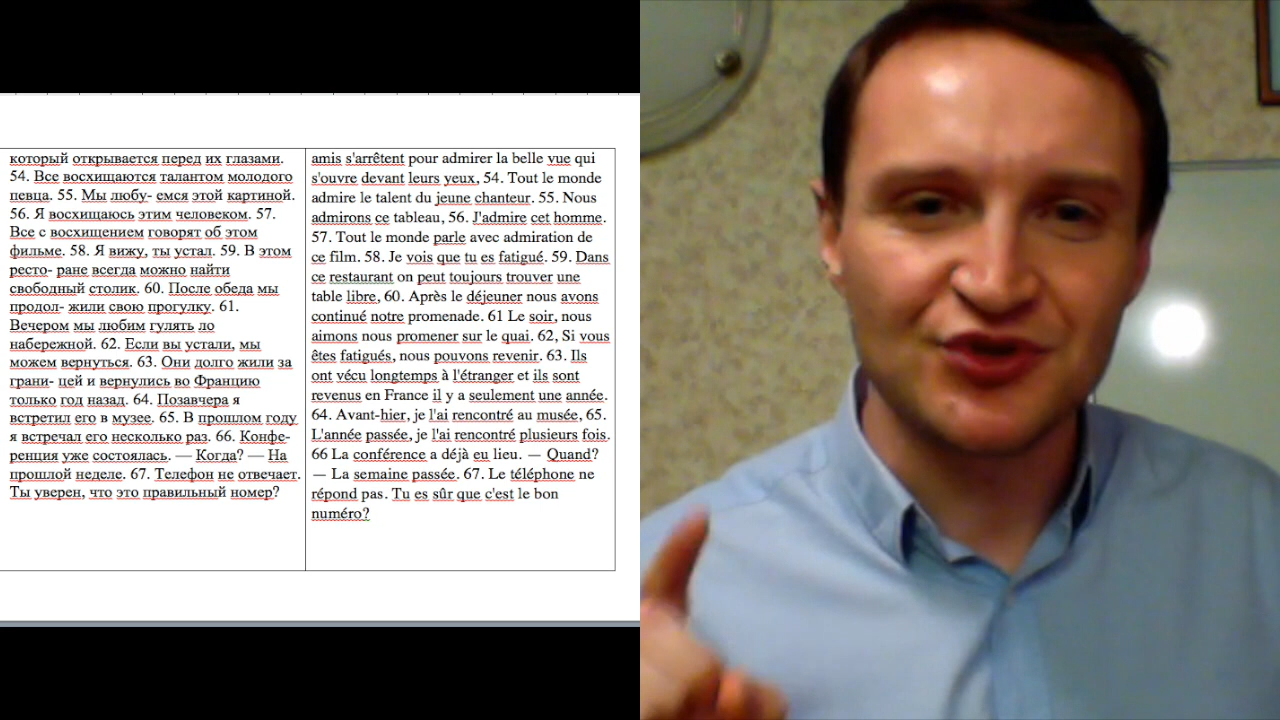 который открывается перед их глазами.
54. Все восхищаются талантом молодого
певца. 55. Мы любу- емся этой картиной.
56. Я восхищаюсь этим человеком. 57.
Все с восхищением говорят об этом
фильме. 58. Я вижу, ты устал. 59. В этом
ресто- ране всегда можно найти
свободный столик. 60. После обеда мы
продол- жили свою прогулку. 61.
Вечером мы любим гулять ло
набережной. 62. Если вы устали, мы
можем вернуться. 63. Они долго жили за
грани- цей и вернулись во Францию
только год назад. 64. Позавчера я
встретил его в музее. 65. В прошлом году
я встречал его несколько раз. 66. Конфе-
ренция уже состоялась. — Когда? — На
прошлой неделе. 67. Телефон не отвечает.
Ты уверен, что это правильный номер?
amis s'arrêtent pour admirer la belle vue qui
s'ouvre devant leurs yeux, 54. Tout le monde
admire le talent du jeune chanteur. 55. Nous
admirons ce tableau, 56. J'admire cet homme.
57. Tout le monde parle avec admiration de
ce film. 58. Je vois que tu es fatigué. 59. Dans
ce restaurant on peut toujours trouver une
table libre, 60. Après le déjeuner nous avons
continué notre promenade. 61 Le soir, nous
aimons nous promener sur le quai. 62, Si vous
êtes fatigués, nous pouvons revenir. 63. Ils
ont vécu longtemps à l'étranger et ils sont
revenus en France il y a seulement une année.
64. Avant-hier, je l'ai rencontré au musée, 65.
L'année passée, je l'ai rencontré plusieurs fois.
66 La conférence a déjà eu lieu. — Quand?
— La semaine passée. 67. Le téléphone ne
répond pas. Tu es sûr que c'est le bon
numéro?